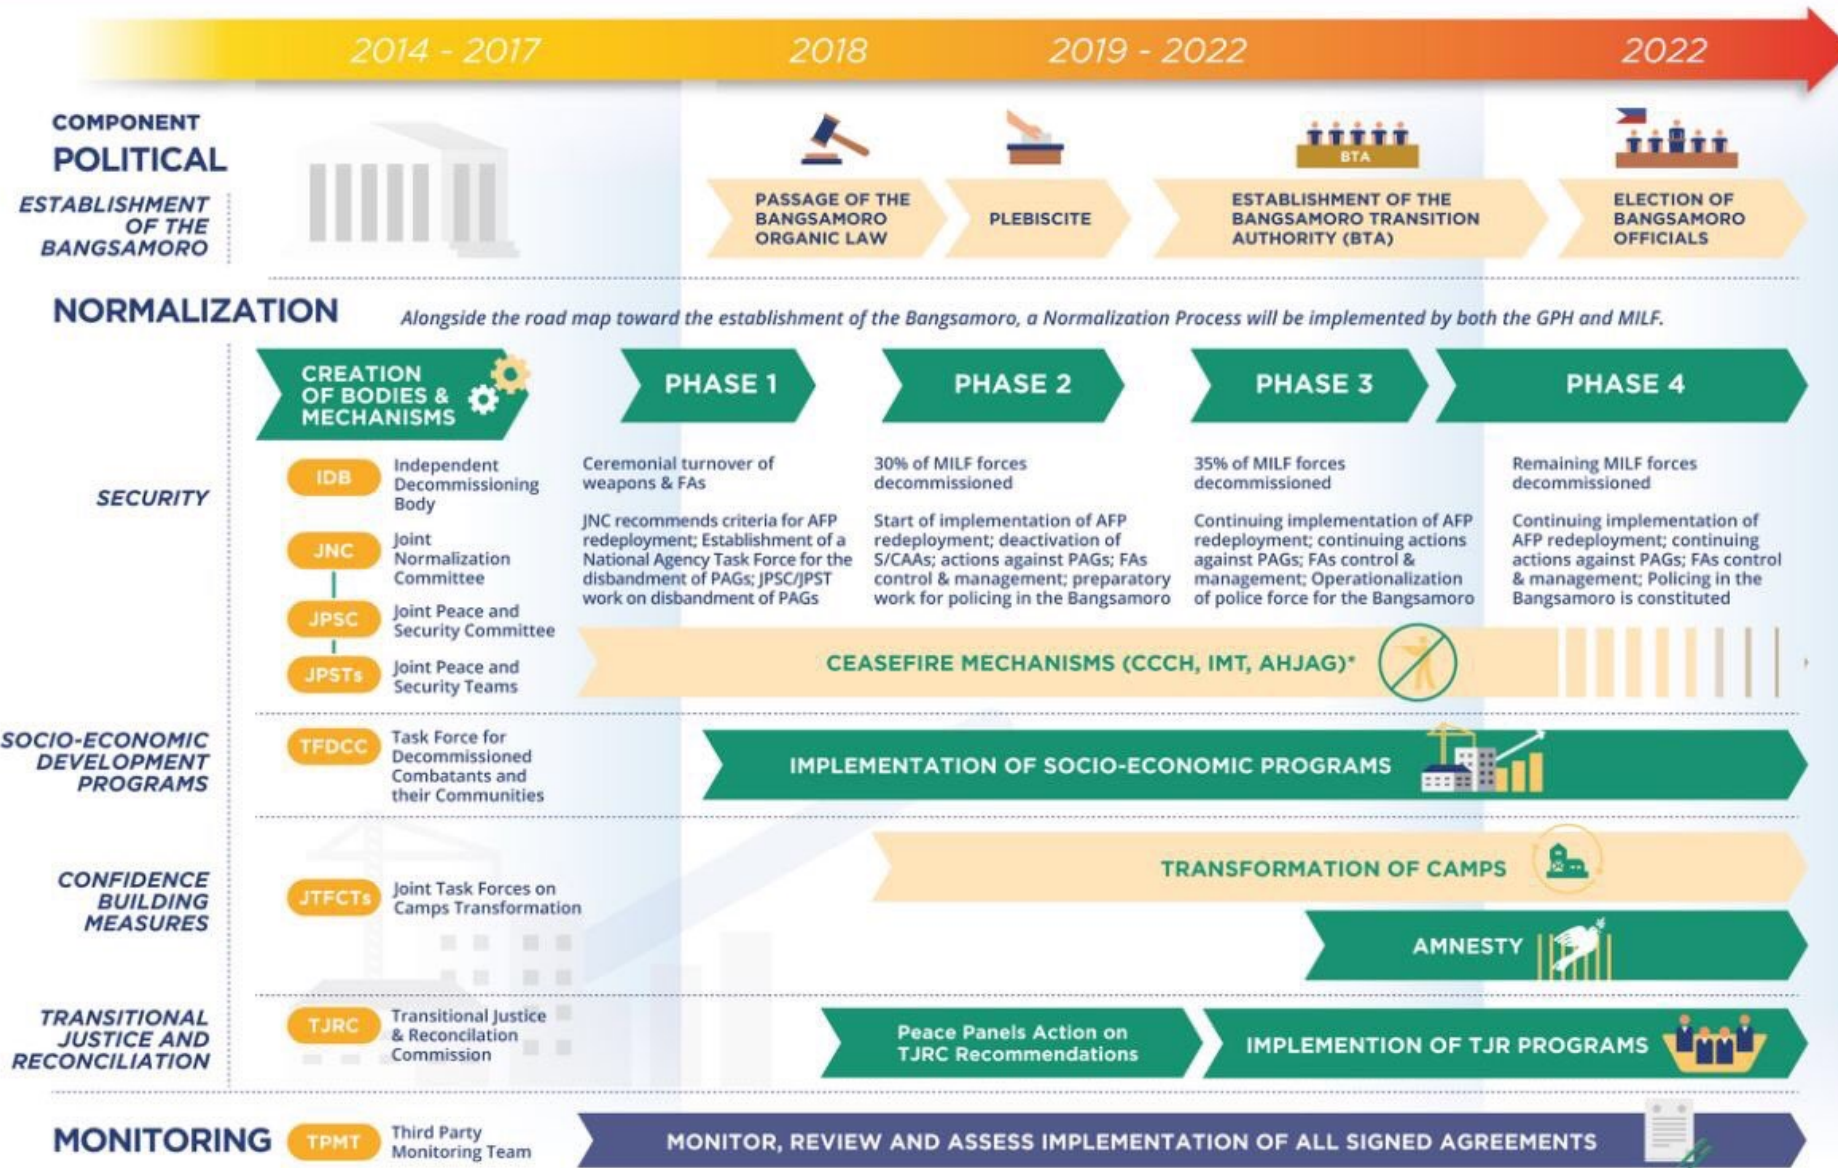 2014 - 2017
2018
2019 - 2022
2022
COMPONENT
POLITICAL
ESTABLISHMENT
OF THE
BANGSAMORO
BTA
PASSAGE OF THE
BANGSAMORO
ORGANIC LAW
PLEBISCITE
ESTABLISHMENT OF THE
BANGSAMORO TRANSITION
AUTHORITY (BTA)
ELECTION OF
BANGSAMORO
OFFICIALS
NORMALIZATION
Alongside the road map toward the establishment of the Bangsamoro, a Normalization Process will be implemented by both the GPH and MILF.
CREATION
OF BODIES &
MECHANISMS
PHASE 1
PHASE 2
PHASE 3
PHASE 4
SECURITY
IDB
Independent
Decommissioning
Body
JNC
Joint
Normalization
Committee
JPSC
Joint Peace and
Security Committee
JPSTs
Joint Peace and
Security Teams
Ceremonial turnover of
weapons & FAs
JNC recommends criteria for AFP
redeployment; Establishment of a
National Agency Task Force for the
disbandment of PAGs; JPSC/JPST
work on disbandment of PAGs
30% of MILF forces
decommissioned
Start of implementation of AFP
redeployment; deactivation of
S/CAAs; actions against PAGs; FAs
control & management; preparatory
work for policing in the Bangsamoro
35% of MILF forces
decommissioned
Continuing implementation of AFP
redeployment; continuing actions
against PAGs; FAs control &
management; Operationalization
of police force for the Bangsamoro
Remaining MILF forces
decommissioned
Continuing implementation of
AFP redeployment; continuing
actions against PAGs; FAs control
& management; Policing in the
Bangsamoro is constituted
CEASEFIRE MECHANISMS (CCCH, IMT, AHJAG)*
SOCIO-ECONOMIC
DEVELOPMENT
PROGRAMS
TFDCC
Task Force for
Decommissioned
Combatants and
their Communities
IMPLEMENTATION OF SOCIO-ECONOMIC PROGRAMS
CONFIDENCE
BUILDING
MEASURES
JTFCTs
Joint Task Forces on
Camps Transformation
TRANSFORMATION OF CAMPS
AMNESTY
TRANSITIONAL
JUSTICE AND
RECONCILIATION
TJRC
Transitional Justice
& Reconcilation
Commission
Peace Panels Action on
TJRC Recommendations
IMPLEMENTION OF TJR PROGRAMS
MONITORING
TPMT
Third Party
Monitoring Team
MONITOR, REVIEW AND ASSESS IMPLEMENTATION OF ALL SIGNED AGREEMENTS